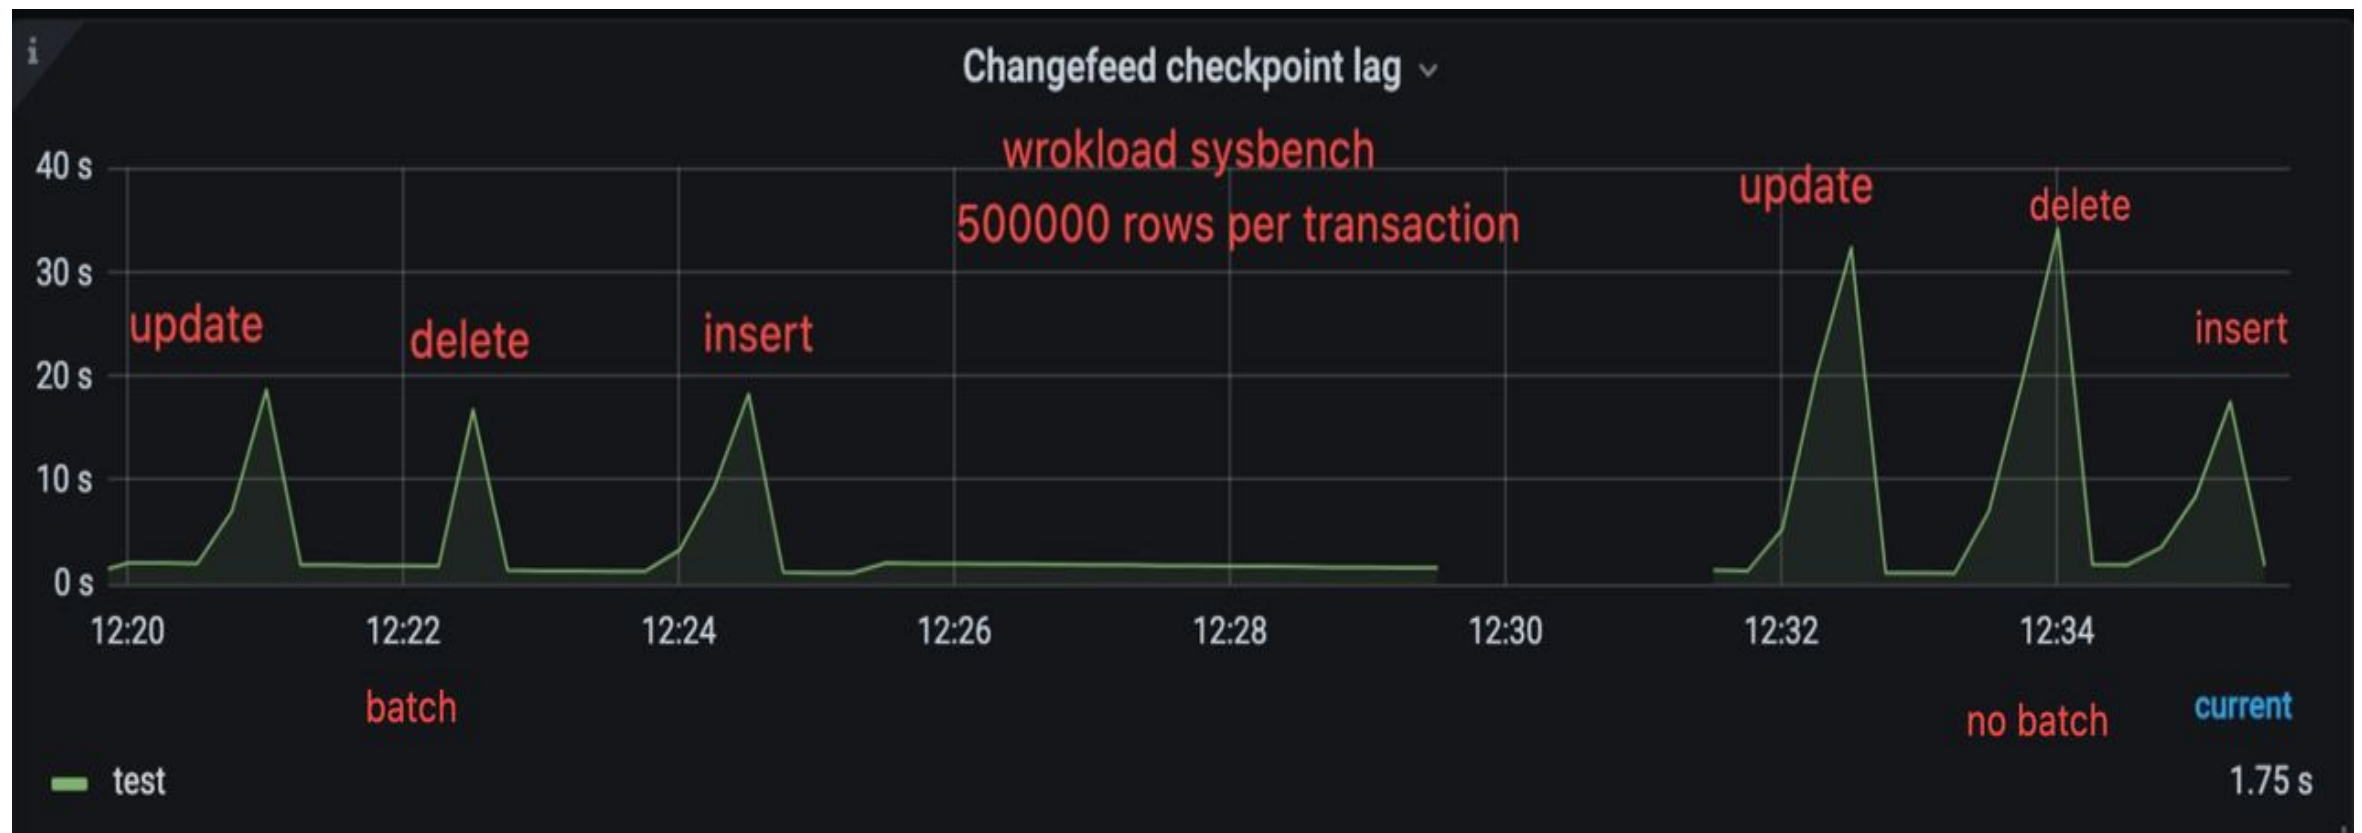 i
Changefeed checkpoint lag
wrokload sysbench
500000 rows per transaction
40 s
30 s
20 s
10 s
0 s
update
delete
insert
update
delete
insert
12:20 12:22 12:24 12:26 12:28 12:30 12:32 12:34
batch
no batch
current
test
1.75 s